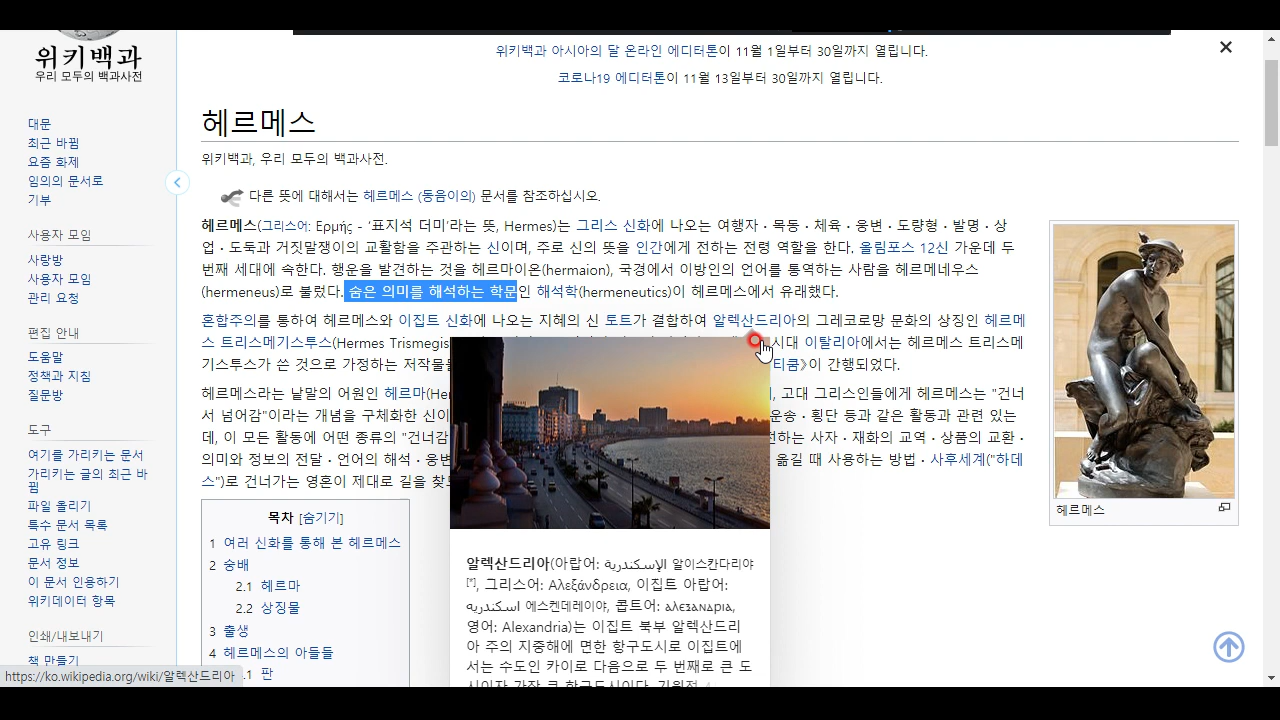 위키백과
우리 모두의 백과사전
대문
최근 바뀜
요즘 화제
임의의 문서로
기부
사용자 모임
사랑방
사용자 모임
관리 요청
편집 안내
도움말
정책과 지침
질문방
도구
여기를 가리키는 문서
가리키는 글의 최근 바
뀜
파일 올리기
특수 문서 목록
고유 링크
문서 정보
이 문서 인용하기
위키데이터 항목
인쇄/내보내기
책 만들기
https://ko.wikipedia.org/wiki/알렉산드리아
위키백과 아시아의 달 온라인 에디터톤이 11월 1일부터 30일까지 열립니다.
코로나19 에디터톤이 11월 13일부터 30일까지 열립니다.
헤르메스
위키백과, 우리 모두의 백과사전.
다른 뜻에 대해서는 헤르메스 (동음이의) 문서를 참조하십시오.
헤르메스(그리스어: Ερμής - ‘표지석 더미’라는 뜻, Hermes)는 그리스 신화에 나오는 여행자·목동·체육·웅변·도량형·발명·상
업·도둑과 거짓말쟁이의 교활함을 주관하는 신이며, 주로 신의 뜻을 인간에게 전하는 전령 역할을 한다. 올림포스 12신 가운데 두
번째 세대에 속한다. 행운을 발견하는 것을 헤르마이온(hermaion), 국경에서 이방인의 언어를 통역하는 사람을 헤르메네우스
(hermeneus)로 불렀다. 숨은 의미를 해석하는 학문인 해석학(hermeneutics)이 헤르메스에서 유래했다.
혼합주의를 통하여 헤르메스와 이집트 신화에 나오는 지혜의 신 토트가 결합하여 알렉산드리아의 그레코로망 문화의 상징인 헤르메
스 트리스메기스투스(Hermes Trismegis 시대 이탈리아에서는 헤르메스 트리스메
기스투스가 쓴 것으로 가정하는 저작물 티쿰》이 간행되었다.
헤르메스라는 낱말의 어원인 헤르마(Her , 고대 그리스인들에게 헤르메스는 "건너
서 넘어감"이라는 개념을 구체화한 신이 운송·횡단 등과 같은 활동과 관련 있는
데, 이 모든 활동에 어떤 종류의 "건너감 전하는 사자·재화의 교역·상품의 교환·
의미와 정보의 전달·언어의 해석·웅변 옮길 때 사용하는 방법·사후세계("하데
스")로 건너가는 영혼이 제대로 길을 찾
헤르메스
목차 [숨기기]
1 여러 신화를 통해 본 헤르메스
2 숭배
2.1 헤르마
2.2 상징물
3 출생
4 헤르메스의 아들들
.1 판
알렉산드리아(아랍어: الإسكندرية 알이스칸다리야
[*], 그리스어: Αλεξάνδρεια, 이집트 아랍어:
اسكندريه 에스켄데레이야, 콥트어: ⲁⲗⲉⲝⲁⲛⲇⲣⲓⲁ,
영어: Alexandria)는 이집트 북부 알렉산드리
아 주의 지중해에 면한 항구도시로 이집트에
서는 수도인 카이로 다음으로 두 번째로 큰 도
시이자 가장 큰 항구도시이다. 기원전